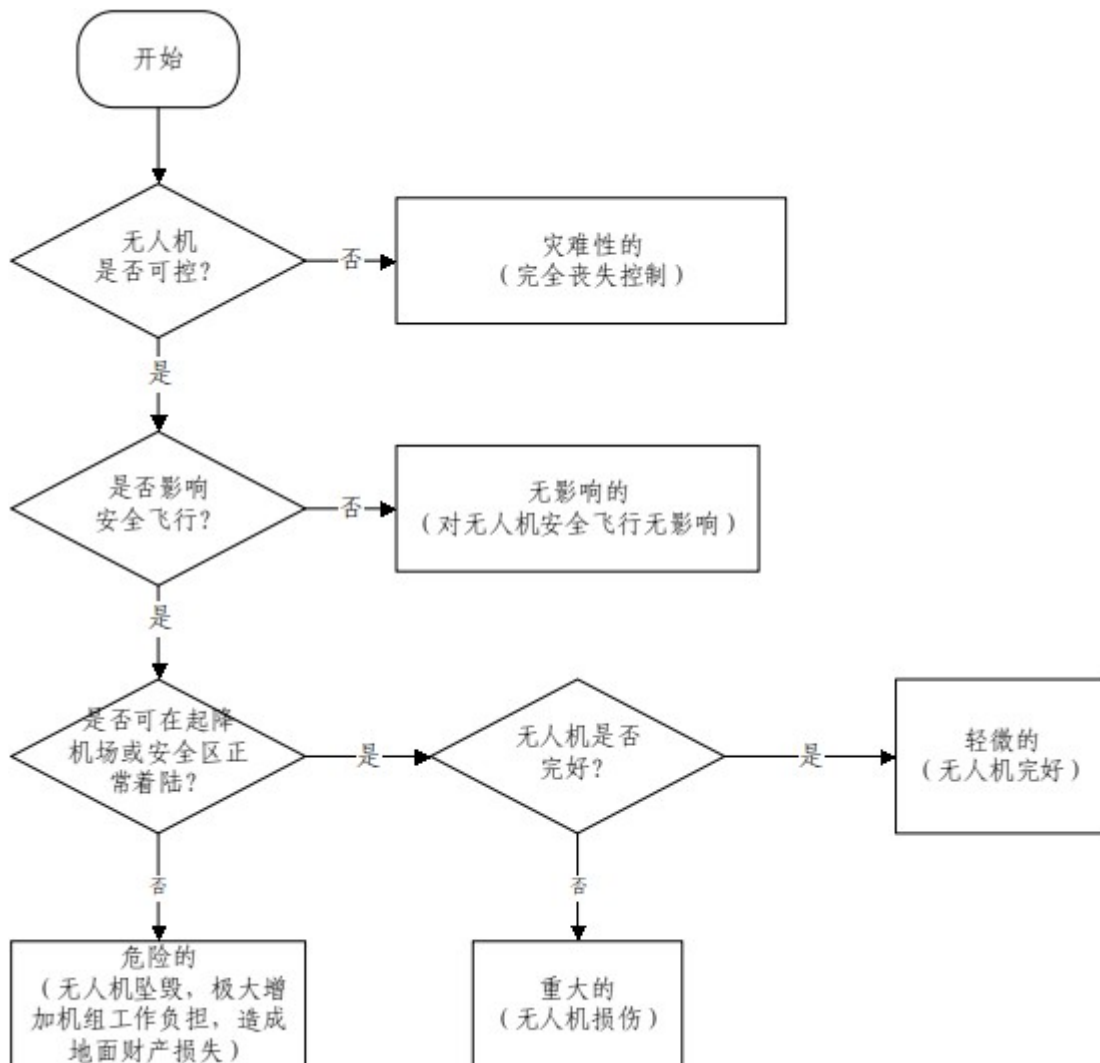 开始
无人机
是否可控？
否
灾难性的
（完全丧失控制）
是
是否影响
安全飞行？
否
无影响的
（对无人机安全飞行无影响）
是
是否可在起降
机场或安全区正
常着陆？
是
无人机是否
完好？
是
轻微的
（无人机完好）
否
否
危险的
（无人机坠毁，极大增
加机组工作负担，造成
地面财产损失）
重大的
（无人机损伤）